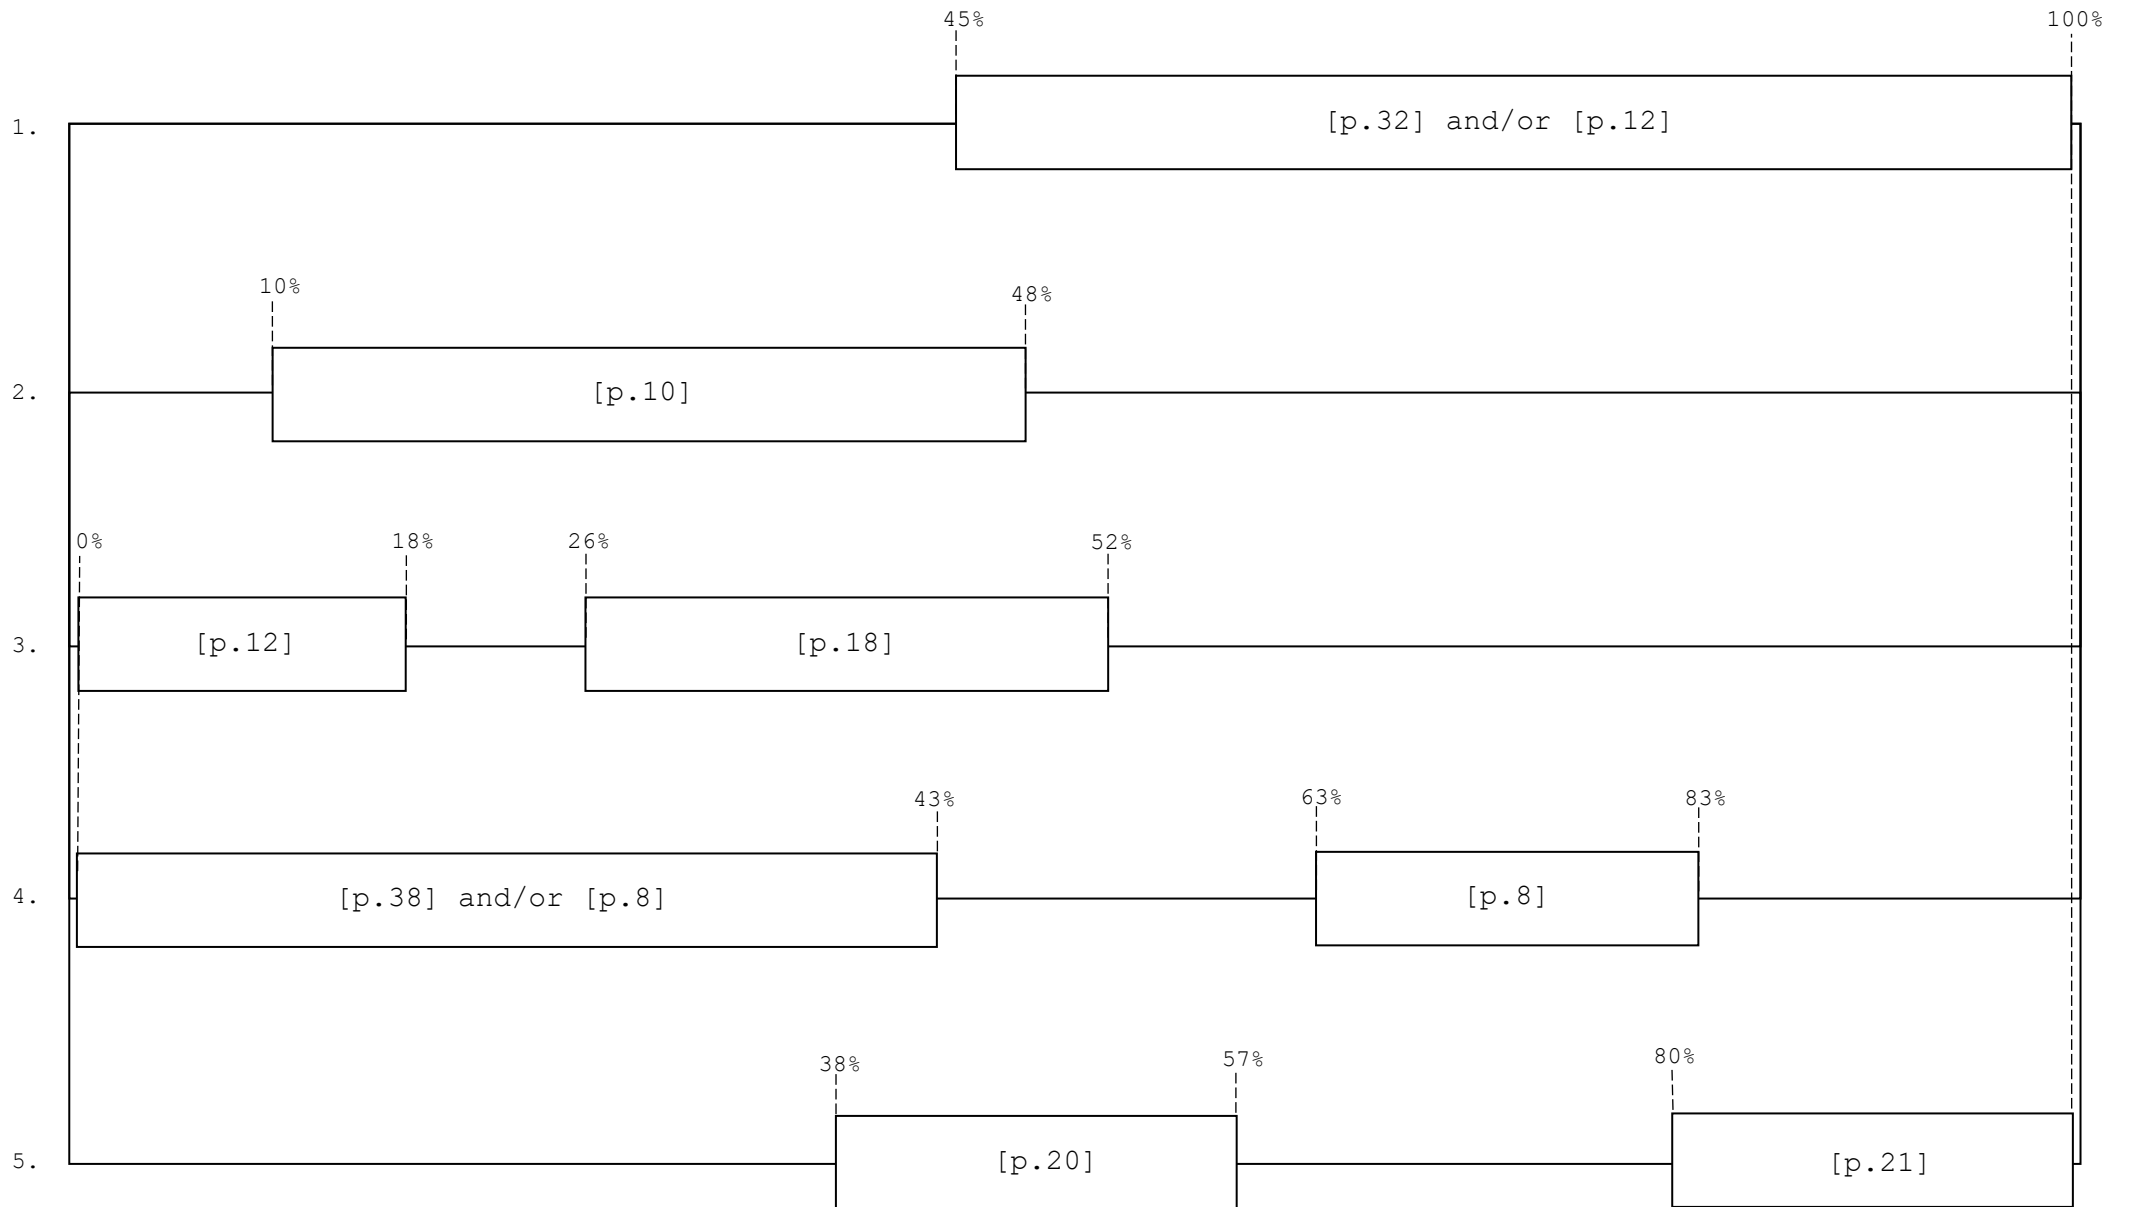 45% 100%
1. [p.32] and/or [p.12]
10% 48%
2. [p.10]
0% 18% 26% 52%
3. [p.12] [p.18]
43% 63% 83%
4. [p.38] and/or [p.8] [p.8]
38% 57% 80%
5. [p.20] [p.21]